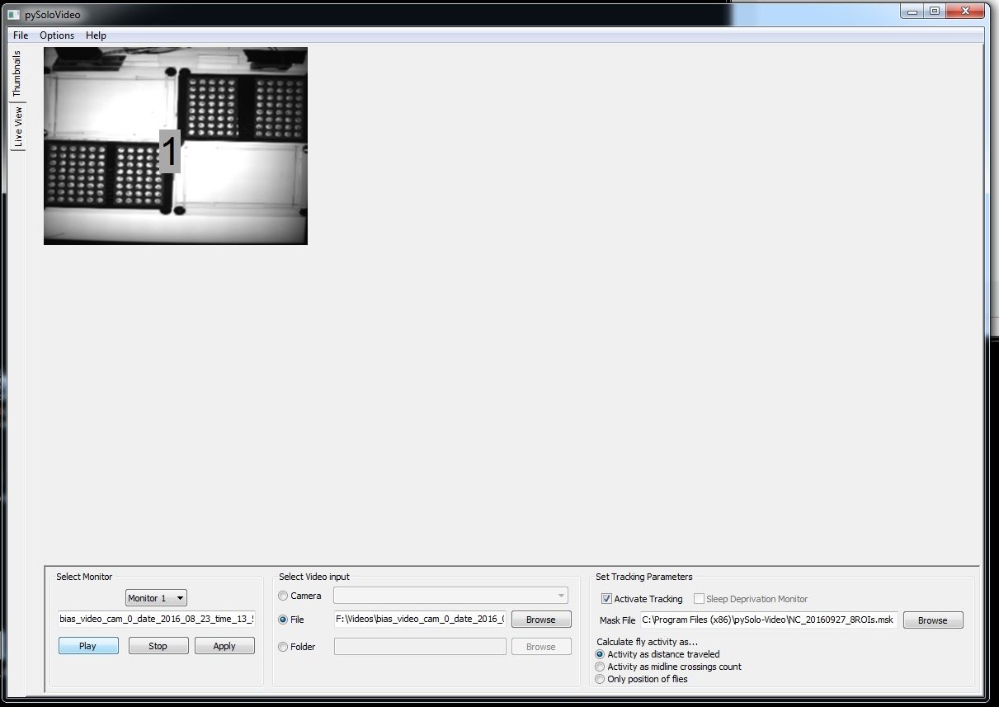 pySoloVideo
File Options Help
Thumbnails
Live View
1
Select Monitor
Monitor 1
bias_video_cam_0_date_2016_08_23_time_13_
Play Stop Apply
Select Video input
Camera
File F:\Videos\bias_video_cam_0_date_2016_ Browse
Folder Browse
Set Tracking Parameters
Activate Tracking Sleep Deprivation Monitor
Mask File C:\Program Files (x86)\pySolo-Video\NC_20160927_8ROIs.msk Browse
Calculate fly activity as...
Activity as distance traveled
Activity as midline crossings count
Only position of flies